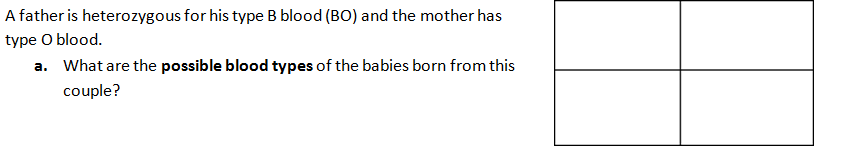 A father is heterozygous for his type B blood (BO) and the mother has
type O blood.
a. What are the possible blood types of the babies born from this
couple?